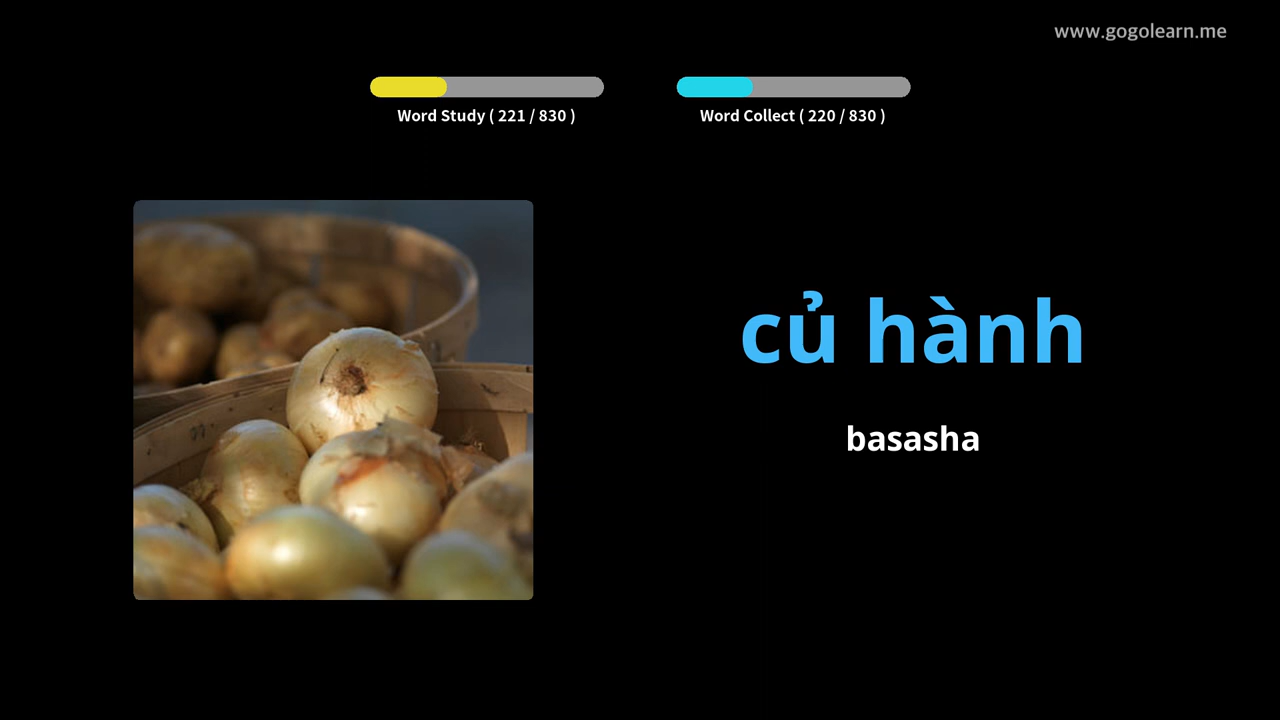 www.gogolearn.me
Word Study ( 221 / 830 )
Word Collect ( 220 / 830 )
củ hành
basasha